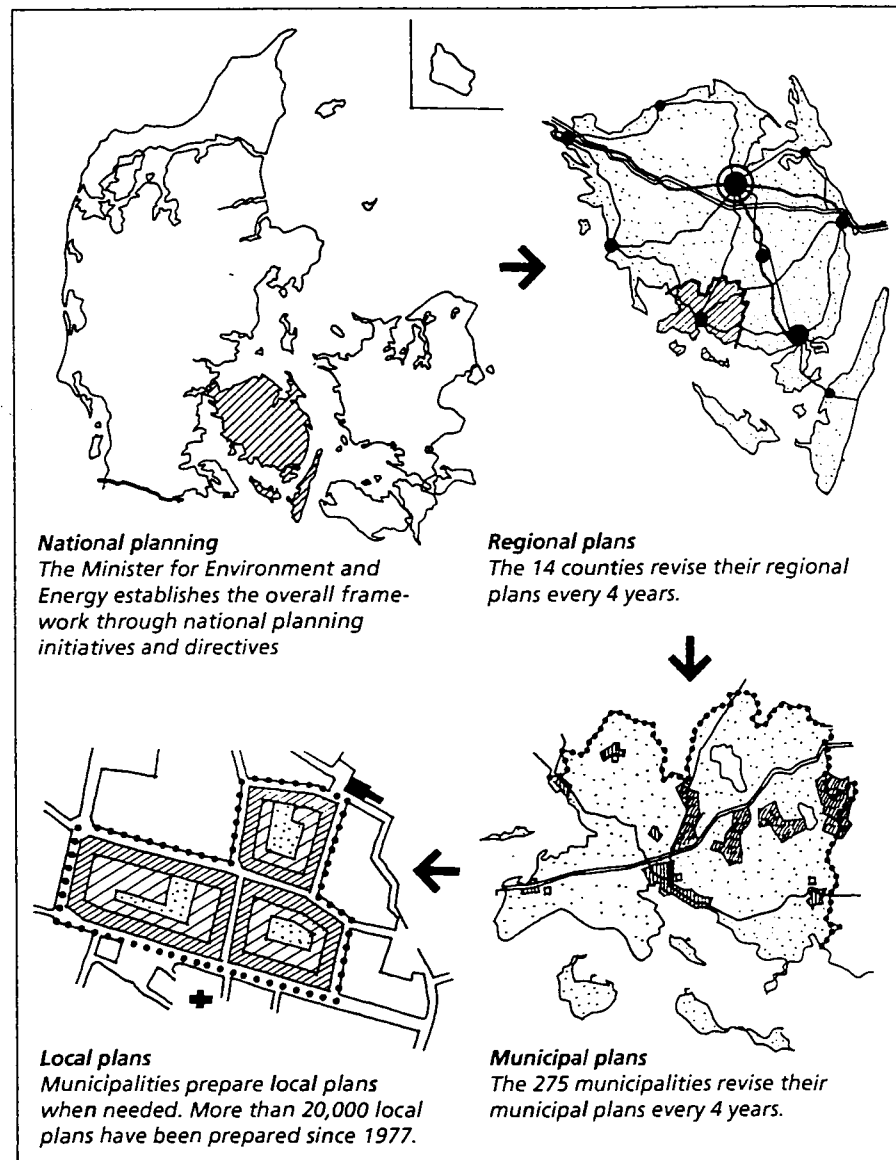 National planning
The Minister for Environment and
Energy establishes the overall frame-
work through national planning
initiatives and directives
Regional plans
The 14 counties revise their regional
plans every 4 years.
Local plans
Municipalities prepare local plans
when needed. More than 20,000 local
plans have been prepared since 1977.
Municipal plans
The 275 municipalities revise their
municipal plans every 4 years.